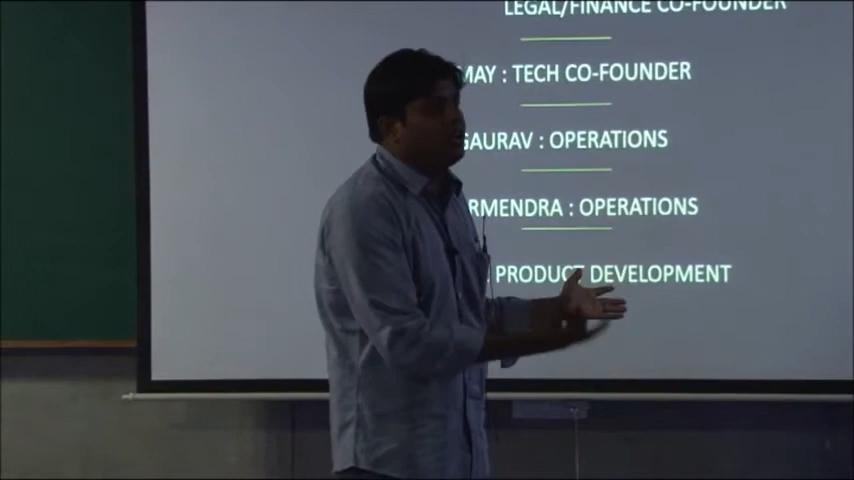 LEGAL/FINANCE CO-FOUNDER
MAY : TECH CO-FOUNDER
GAURAV : OPERATIONS
RMENDRA : OPERATIONS
PRODUCT DEVELOPMENT